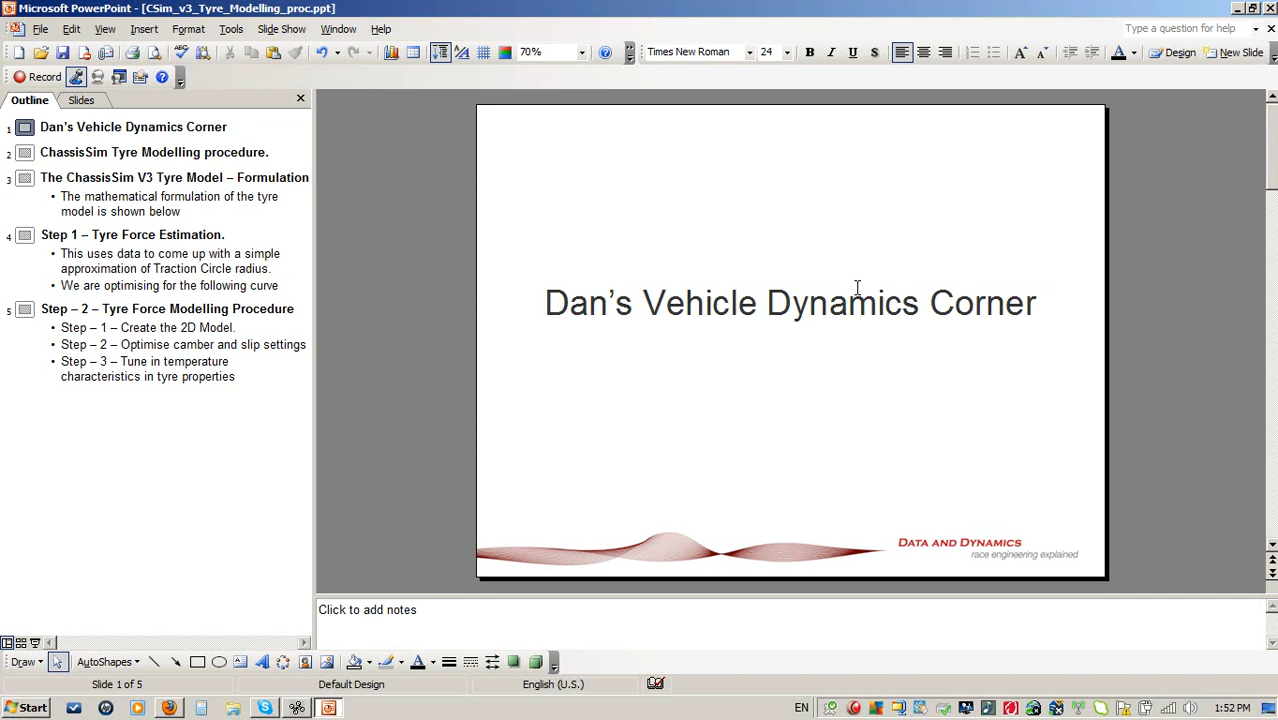 Microsoft PowerPoint - [CSim_v3_Tyre_Modelling_proc.ppt]
File Edit View Insert Format Tools Slide Show Window Help
Type a question for help
70%
Times New Roman 24 B I U S
A A A Design New Slide
Record
Outline Slides
1 Dan's Vehicle Dynamics Corner
2 ChassisSim Tyre Modelling procedure.
3 The ChassisSim V3 Tyre Model – Formulation
• The mathematical formulation of the tyre
model is shown below
4 Step 1 – Tyre Force Estimation.
• This uses data to come up with a simple
approximation of Traction Circle radius.
• We are optimising for the following curve
5 Step – 2 – Tyre Force Modelling Procedure
• Step – 1 – Create the 2D Model.
• Step – 2 – Optimise camber and slip settings
• Step – 3 – Tune in temperature
characteristics in tyre properties
Dan's Vehicle Dynamics Corner
DATA AND DYNAMICS
race engineering explained
Click to add notes
Draw AutoShapes
Slide 1 of 5
Default Design
English (U.S.)
Start
EN
1:52 PM